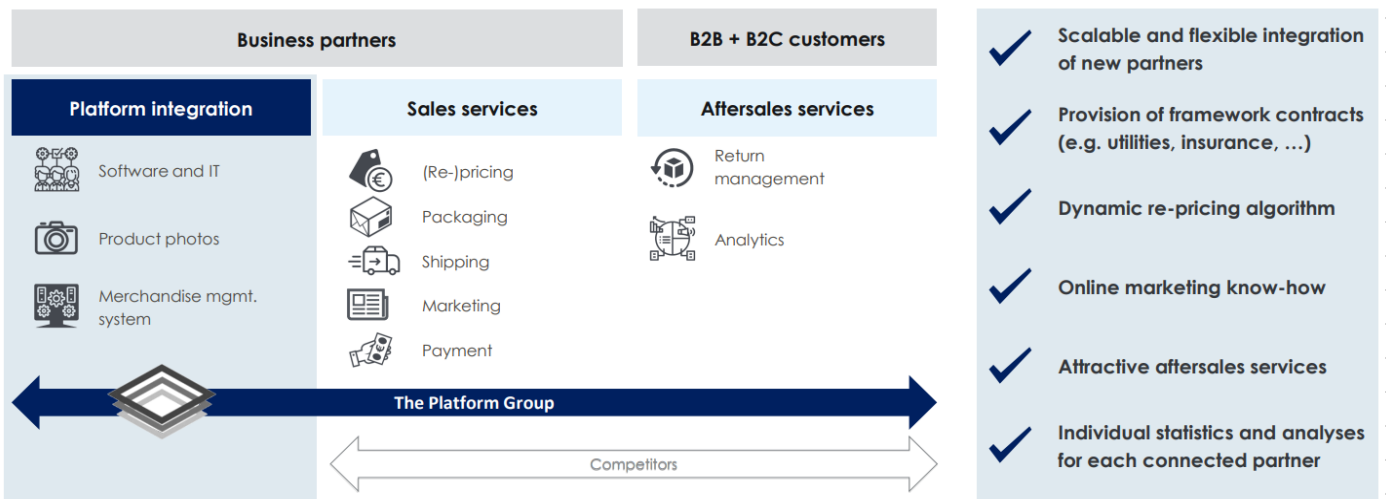 Business partners
B2B + B2C customers
Platform integration
Sales services
Aftersales services
Software and IT
Product photos
Merchandise mgmt.
system
(Re-)pricing
Packaging
Shipping
Marketing
Payment
Return
management
Analytics
The Platform Group
Competitors
Scalable and flexible integration
of new partners
Provision of framework contracts
(e.g. utilities, insurance, …)
Dynamic re-pricing algorithm
Online marketing know-how
Attractive aftersales services
Individual statistics and analyses
for each connected partner